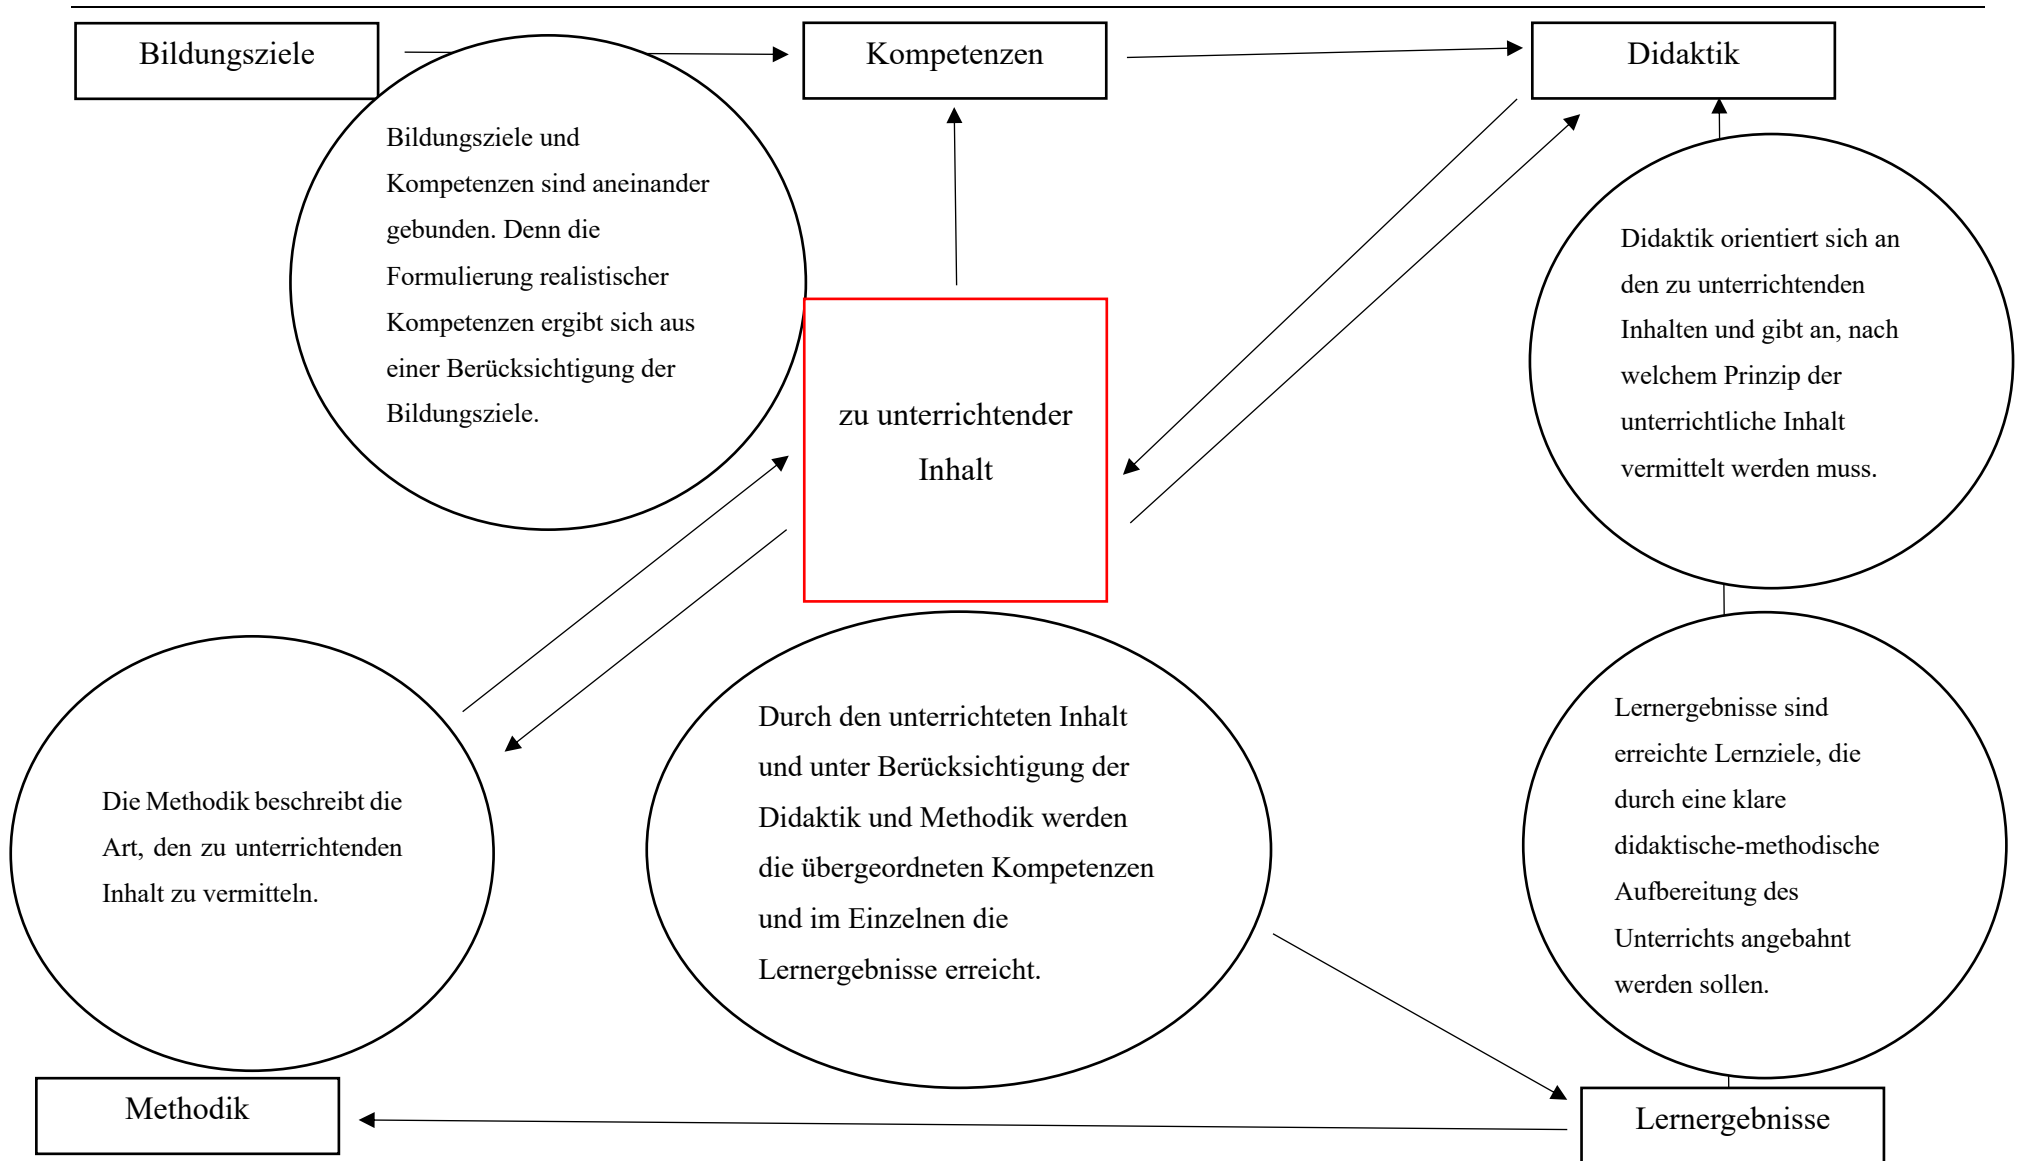 Bildungsziele
Kompetenzen
Didaktik
Bildungsziele und
Kompetenzen sind aneinander
gebunden. Denn die
Formulierung realistischer
Kompetenzen ergibt sich aus
einer Berücksichtigung der
Bildungsziele.
Didaktik orientiert sich an
den zu unterrichtenden
Inhalten und gibt an, nach
welchem Prinzip der
unterrichtliche Inhalt
vermittelt werden muss.
zu unterrichtender
Inhalt
Die Methodik beschreibt die
Art, den zu unterrichtenden
Inhalt zu vermitteln.
Durch den unterrichteten Inhalt
und unter Berücksichtigung der
Didaktik und Methodik werden
die übergeordneten Kompetenzen
und im Einzelnen die
Lernergebnisse erreicht.
Lernergebnisse sind
erreichte Lernziele, die
durch eine klare
didaktische-methodische
Aufbereitung des
Unterrichts angebahnt
werden sollen.
Methodik
Lernergebnisse